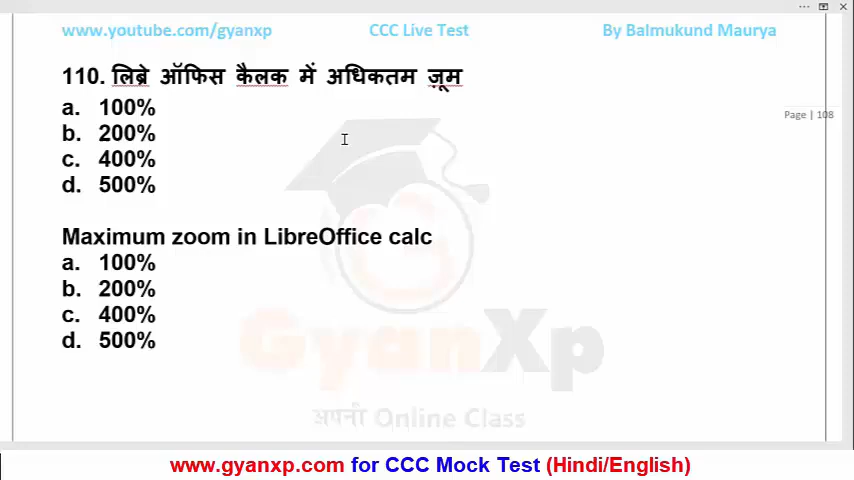 www.youtube.com/gyanxp CCC Live Test By Balmukund Maurya
110. लिब्रे ऑफिस कैलक में अधिकतम ज़ूम
a. 100%
Page | 108
b. 200%
c. 400%
d. 500%
Maximum zoom in LibreOffice calc
a. 100%
b. 200%
c. 400%
d. 500%
GyanXp
अपनी Online Class
www.gyanxp.com for CCC Mock Test (Hindi/English)